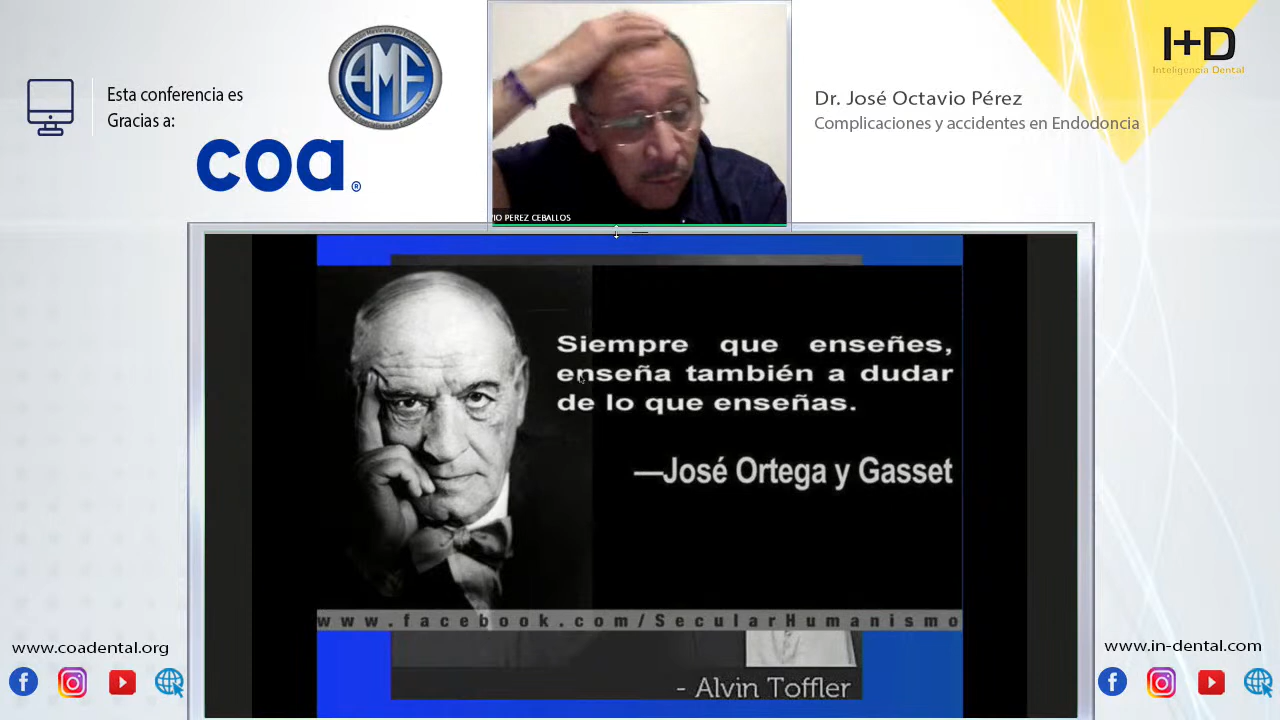 Esta conferencia es
Gracias a:
AME
coa®
I+D
Inteligencia Dental
Dr. José Octavio Pérez
Complicaciones y accidentes en Endodoncia
IO PEREZ CEBALLOS
Siempre que enseñes,
enseña también a dudar
de lo que enseñas.
—José Ortega y Gasset
www.facebook.com/SecularHumanismo
- Alvin Toffler
www.coadental.org
www.in-dental.com